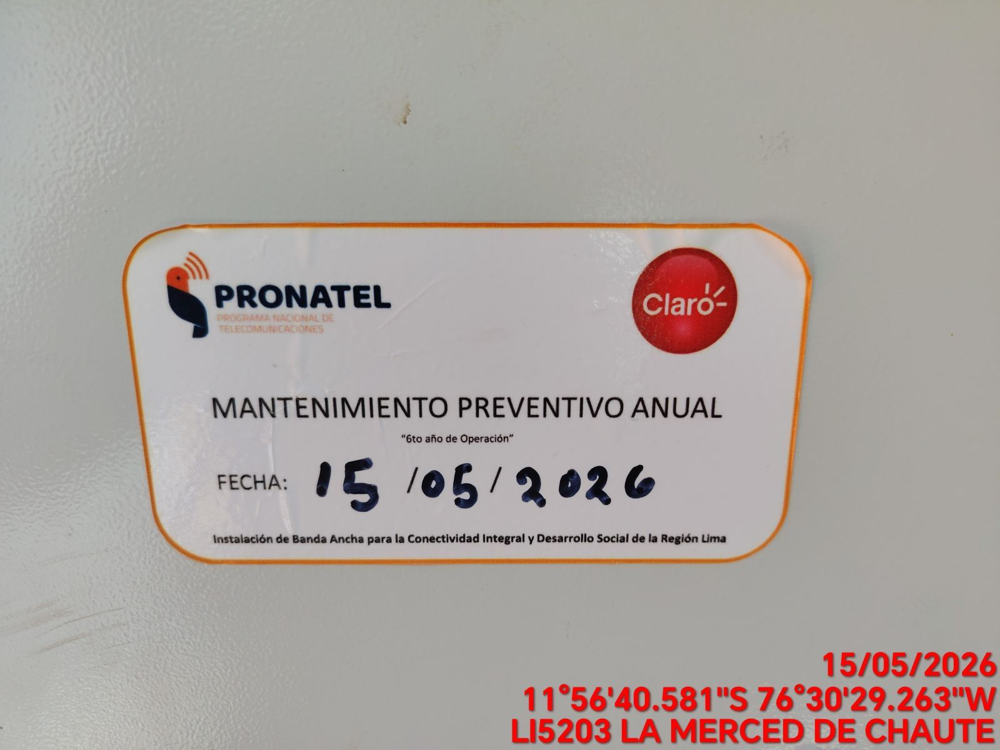 PRONATEL
PROGRAMA NACIONAL DE
TELECOMUNICACIONES
Claro
MANTENIMIENTO PREVENTIVO ANUAL
“6to año de Operación”
FECHA: 15 /05/ 2026
Instalación de Banda Ancha para la Conectividad Integral y Desarrollo Social de la Región Lima
15/05/2026
11°56'40.581"S 76°30'29.263"W
LI5203 LA MERCED DE CHAUTE